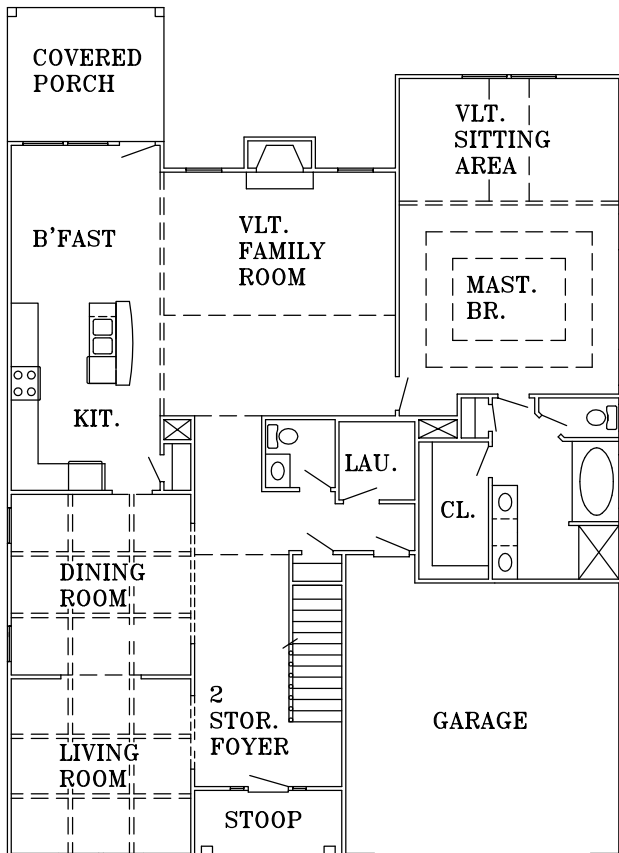 COVERED
PORCH
VLT.
SITTING
AREA
B'FAST
VLT.
FAMILY
ROOM
MAST.
BR.
KIT.
LAU.
CL.
DINING
ROOM
2
STOR.
FOYER
GARAGE
LIVING
ROOM
STOOP